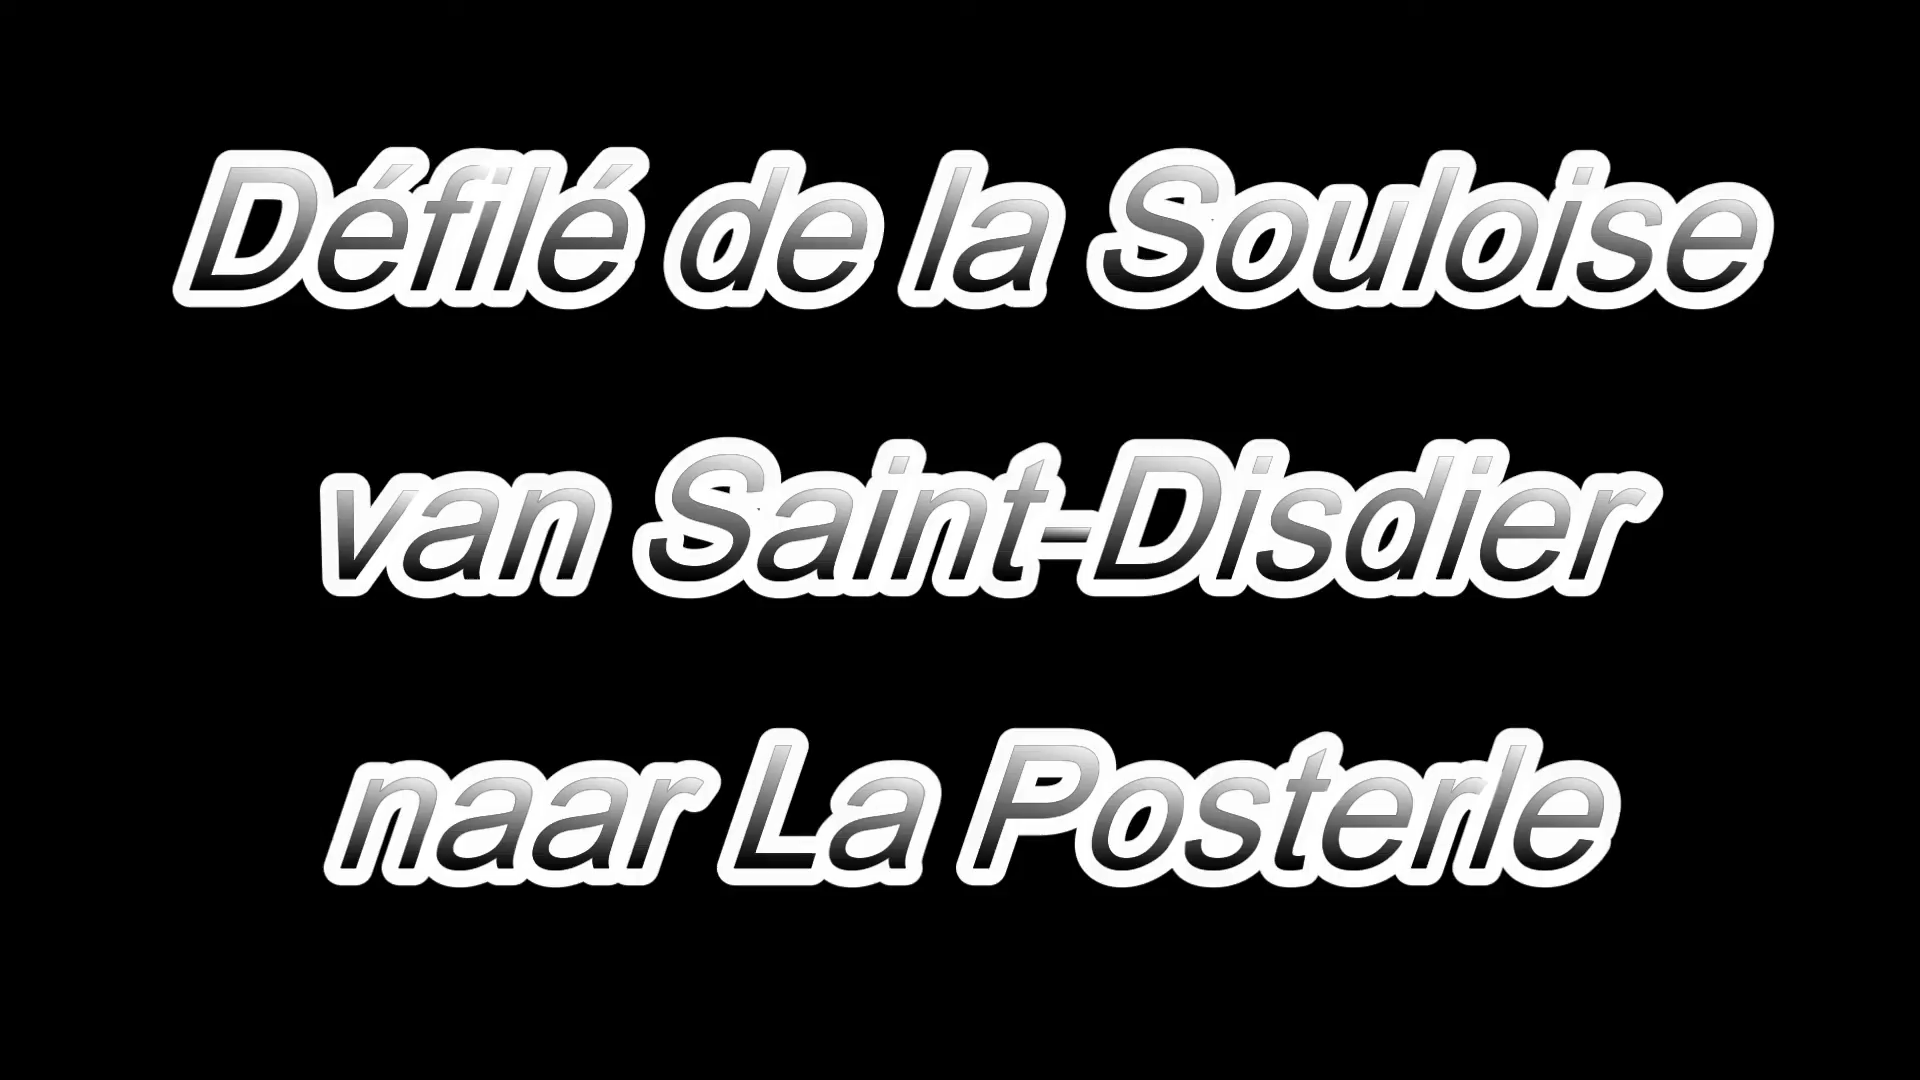 Défilé de la Souloise
van Saint-Disdier
naar La Posterle